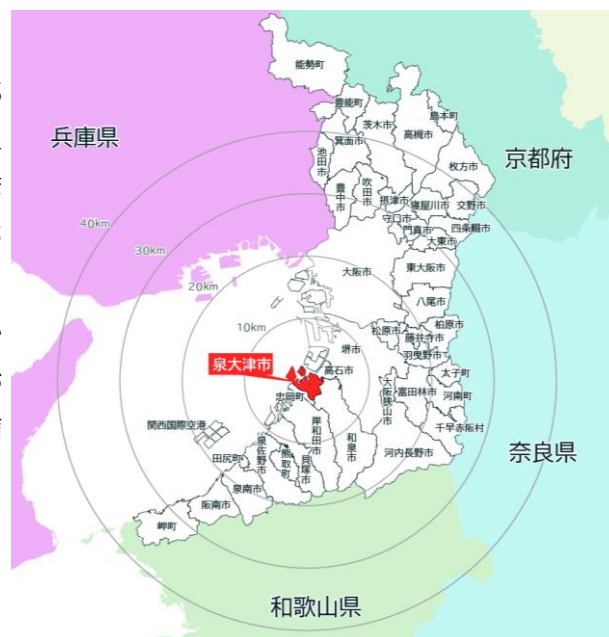 能勢町
豊能町
島本町
茨木市
高槻市
兵庫県
箕面市
池田市
京都府
枚方市
豊中市
吹田市
摂津市
寝屋川市
交野市
守口市
40km
門真市
四条畷市
大東市
30km
大阪市
東大阪市
20km
八尾市
10km
柏原市
松原市
藤井寺市
堺市
羽曳野市
泉大津市
高石市
太子町
大阪狭山市
富田林市
忠岡町
河南町
岸和田市
和泉市
千早赤阪村
関西国際空港
泉佐野市
熊取町
貝塚市
河内長野市
奈良県
田尻町
泉南市
阪南市
岬町
和歌山県